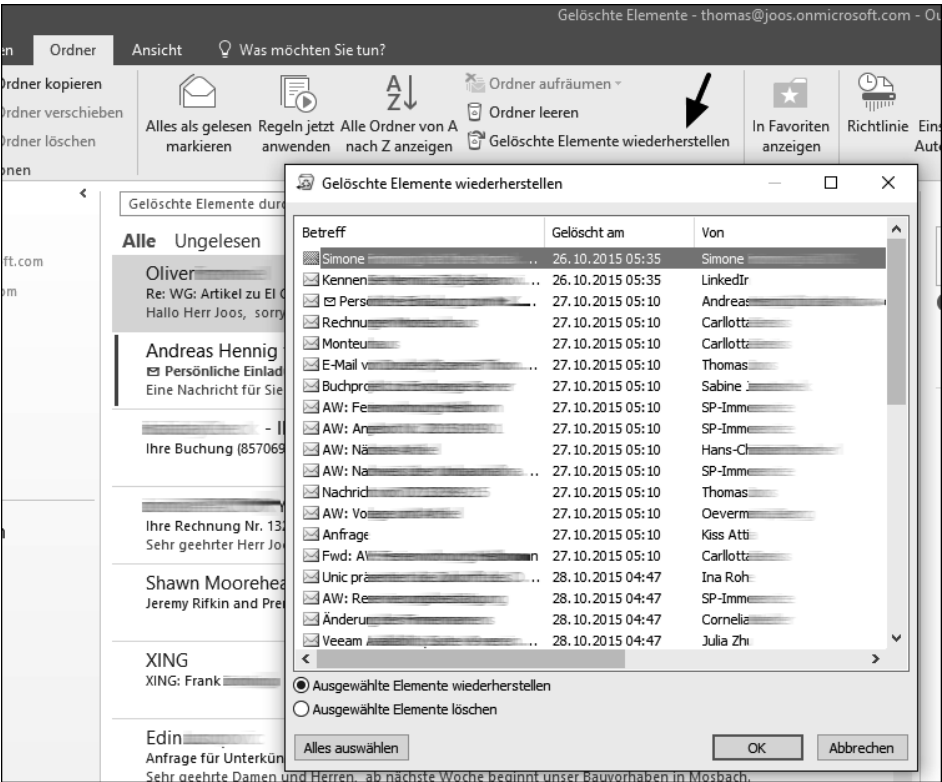 Gelöschte Elemente - thomas@joos.onmicrosoft.com - Ou
en Ordner Ansicht Was möchten Sie tun?
Ordner kopieren
Ordner verschieben
Ordner löschen
onen
Alles als gelesen
markieren
Regeln jetzt
anwenden
Alle Ordner von A
nach Z anzeigen
Ordner aufräumen
Ordner leeren
Gelöschte Elemente wiederherstellen
In Favoriten
anzeigen
Richtlinie
Eins
Aut
ft.com
om
Gelöschte Elemente durc
Alle Ungelesen
Oliver
Re: WG: Artikel zu El C
Hallo Herr Joos, sorry
Andreas Hennig
Persönliche Einlad
Eine Nachricht für Sie
Ihre Buchung (857069
Ihre Rechnung Nr. 132
Sehr geehrter Herr Jo
Shawn Moorehea
Jeremy Rifkin and Pre
XING
XING: Frank
Edin
Anfrage für Unterkün
Sehr geehrte Damen und Herren, ab nächste Woche beginnt unser Bauvorhaben in Mosbach.
Gelöschte Elemente wiederherstellen
Betreff Gelöscht am Von
Simone .. 26.10.2015 05:35 Simone
Kennen .. 26.10.2015 05:35 LinkedIn
Pers 27.10.2015 05:10 Andreas
Rechnu 27.10.2015 05:10 Carllotta
Monteu 27.10.2015 05:10 Carllotta
E-Mail v .. 27.10.2015 05:10 Thomas
Buchpro 27.10.2015 05:10 Sabine
AW: Fe 27.10.2015 05:10 SP-Imm
AW: An 27.10.2015 05:10 SP-Imm
AW: Nä 27.10.2015 05:10 Hans-C
AW: Na .. 27.10.2015 05:10 SP-Imm
Nachric 27.10.2015 05:10 Thomas
AW: Vo 27.10.2015 05:10 Oeverm
Anfrage 27.10.2015 05:10 Kiss Atti
Fwd: A n 27.10.2015 05:10 Carllotta
Unic prä .. 28.10.2015 04:47 Ina Roh
AW: Re 28.10.2015 04:47 SP-Imm
Änderu 28.10.2015 04:47 Cornelia
Veeam .. 28.10.2015 04:47 Julia Zh
Ausgewählte Elemente wiederherstellen
Ausgewählte Elemente löschen
Alles auswählen OK Abbrechen